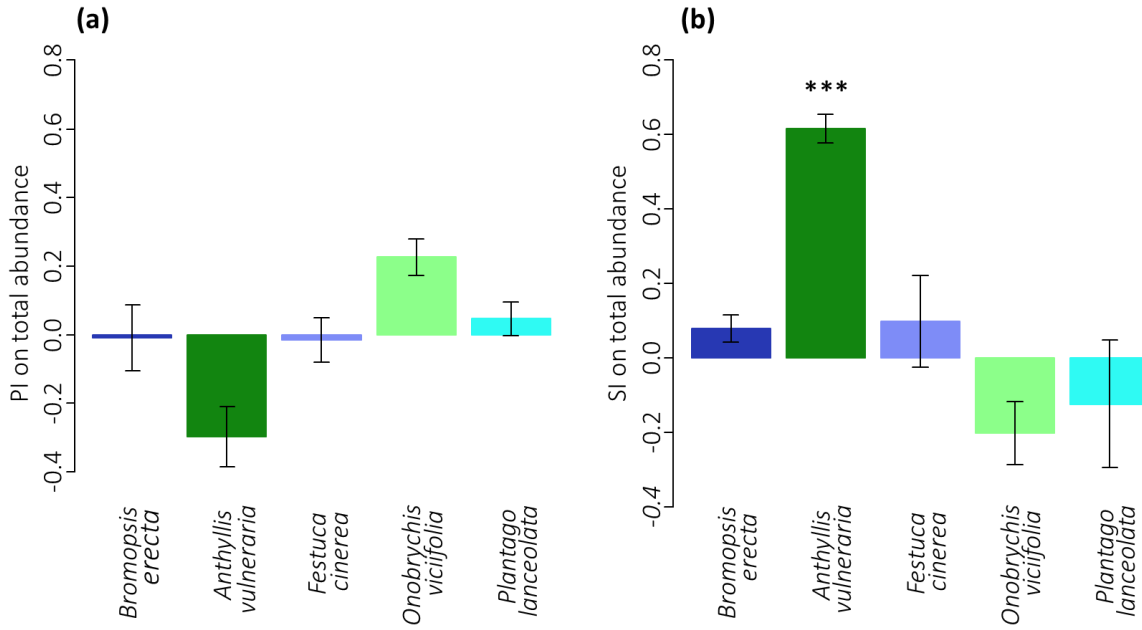 (a)
PI on total abundance
0.8
0.6
0.4
0.2
0.0
-0.2
-0.4
Bromopsis
erecta
Anthyllis
vulneraria
Festuca
cinerea
Onobrychis
viciifolia
Plantago
lanceolata
(b)
SI on total abundance
0.8
0.6
0.4
0.2
0.0
-0.2
-0.4
***
Bromopsis
erecta
Anthyllis
vulneraria
Festuca
cinerea
Onobrychis
viciifolia
Plantago
lanceolata